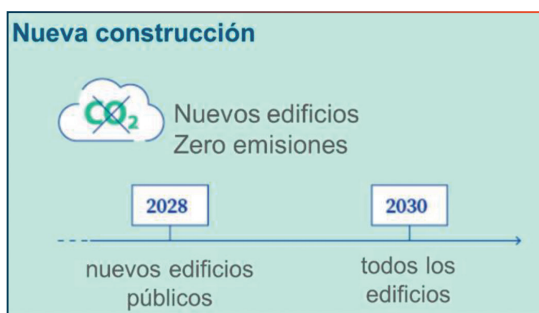 Nueva construcción
CO₂
Nuevos edificios
Zero emisiones
2028
2030
nuevos edificios
públicos
todos los
edificios